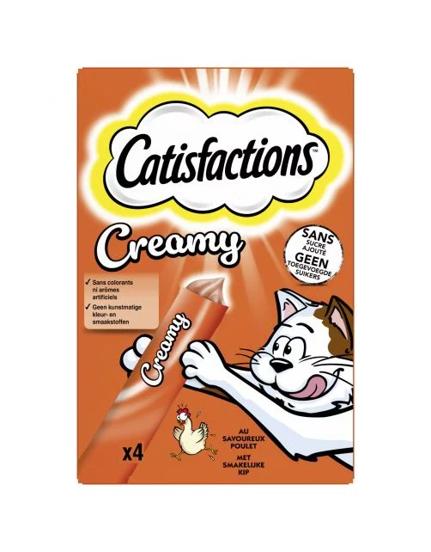 Catisfactions™
Creamy
SANS
SUCRE
AJOUTÉ
GEEN
TOEGEVOEGDE
SUIKERS
✓ Sans colorants
ni arômes
artificiels
✓ Geen kunstmatige
kleur- en
smaakstoffen
Creamy
x4
AU
SAVOUREUX
POULET
MET
SMAKELIJKE
KIP